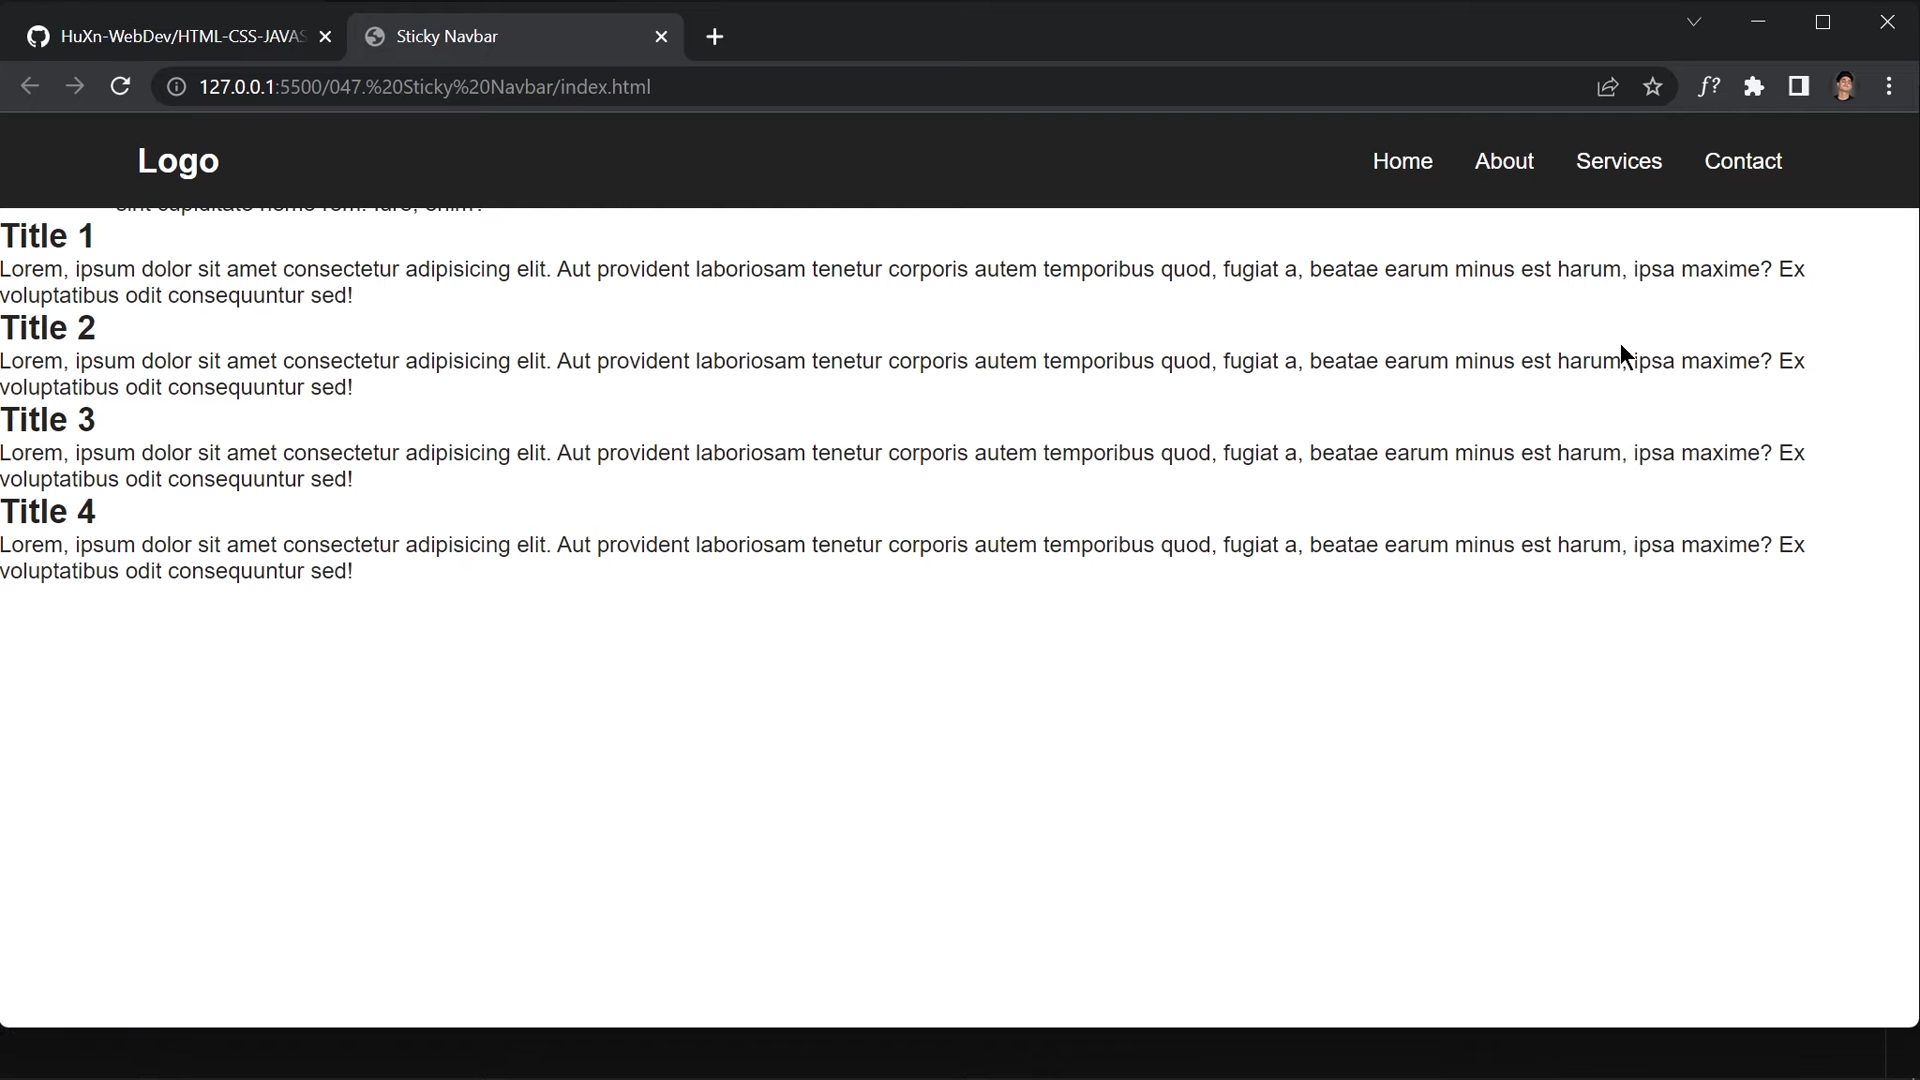 HuXn-WebDev/HTML-CSS-JAVAS
Sticky Navbar
127.0.0.1:5500/047.%20Sticky%20Navbar/index.html
f?
Logo
Home
About
Services
Contact
Title 1
Lorem, ipsum dolor sit amet consectetur adipisicing elit. Aut provident laboriosam tenetur corporis autem temporibus quod, fugiat a, beatae earum minus est harum, ipsa maxime? Ex
voluptatibus odit consequuntur sed!
Title 2
Lorem, ipsum dolor sit amet consectetur adipisicing elit. Aut provident laboriosam tenetur corporis autem temporibus quod, fugiat a, beatae earum minus est harum, ipsa maxime? Ex
voluptatibus odit consequuntur sed!
Title 3
Lorem, ipsum dolor sit amet consectetur adipisicing elit. Aut provident laboriosam tenetur corporis autem temporibus quod, fugiat a, beatae earum minus est harum, ipsa maxime? Ex
voluptatibus odit consequuntur sed!
Title 4
Lorem, ipsum dolor sit amet consectetur adipisicing elit. Aut provident laboriosam tenetur corporis autem temporibus quod, fugiat a, beatae earum minus est harum, ipsa maxime? Ex
voluptatibus odit consequuntur sed!